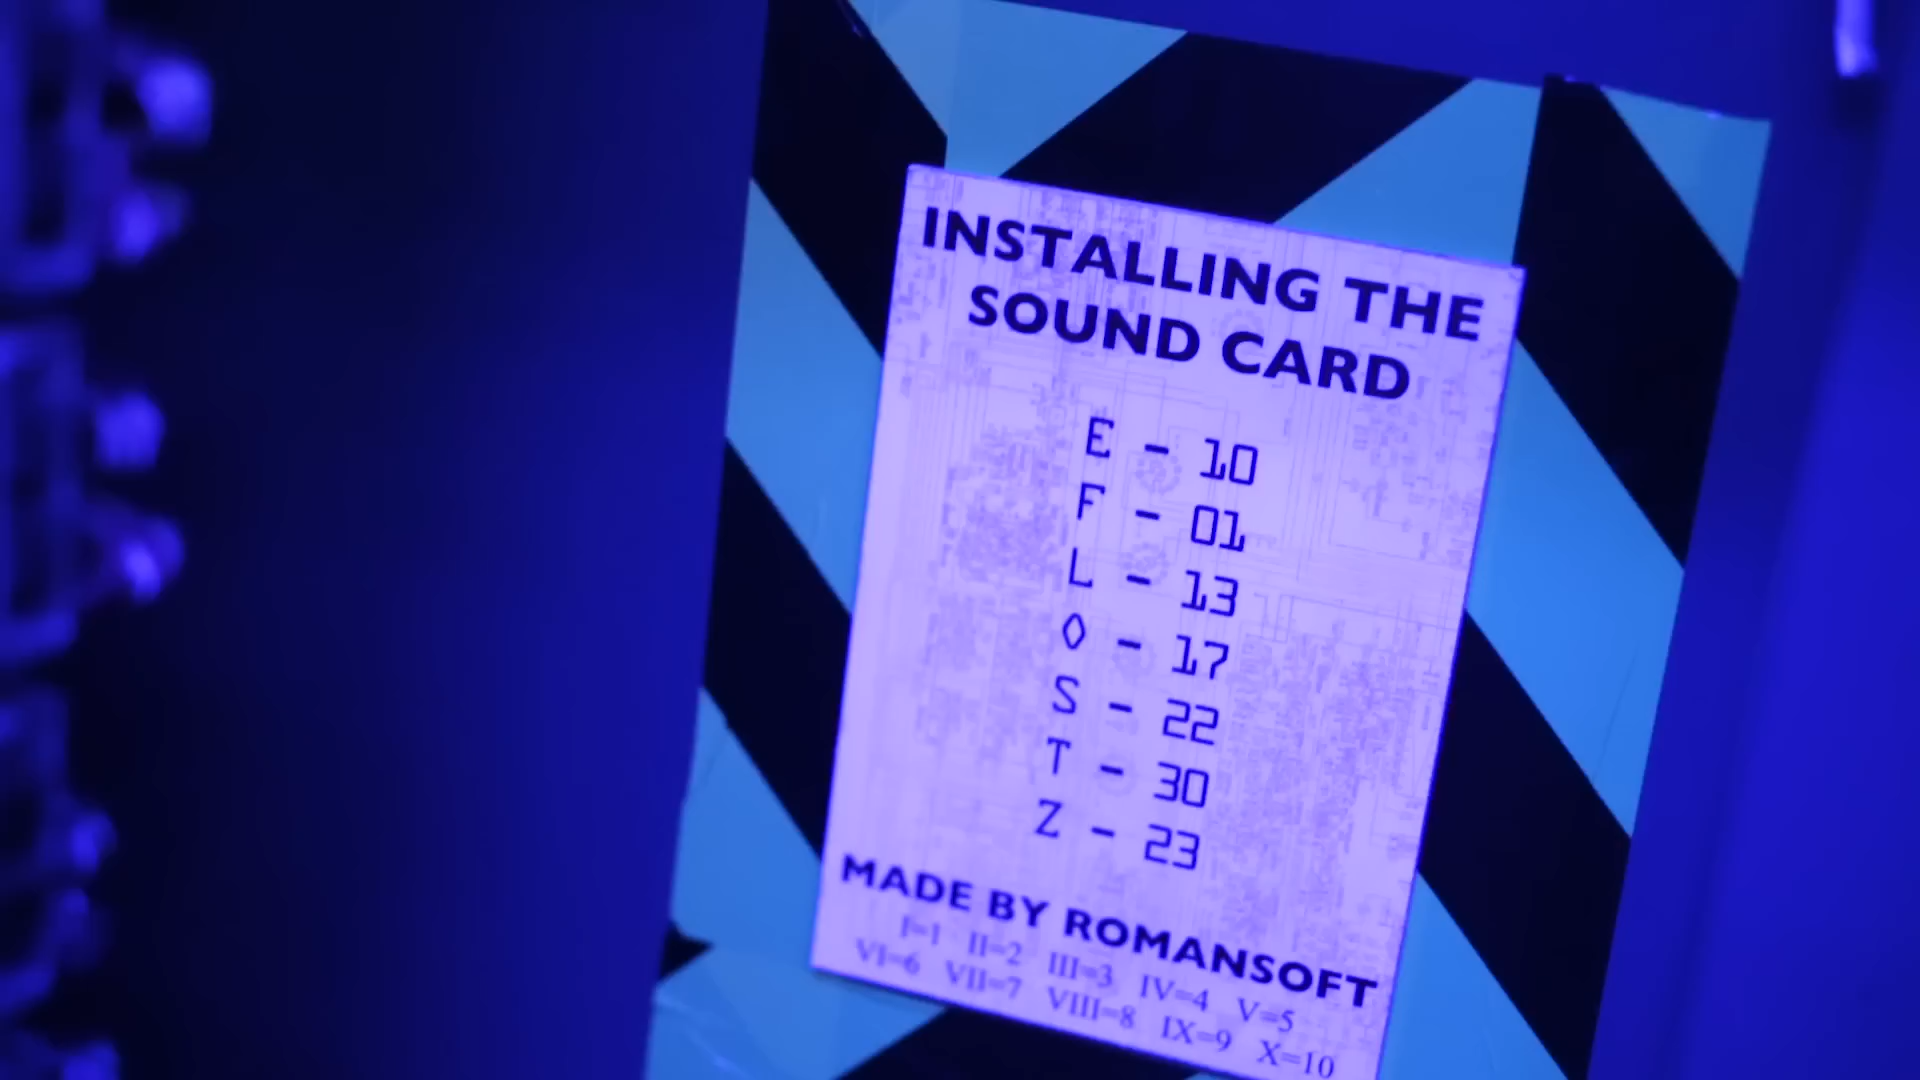 INSTALLING THE
SOUND CARD
E - 10
F - 01
L - 13
O - 17
S - 22
T - 30
Z - 23
MADE BY ROMANSOFT
I=1 II=2 III=3 IV=4 V=5
VI=6 VII=7 VIII=8 IX=9 X=10